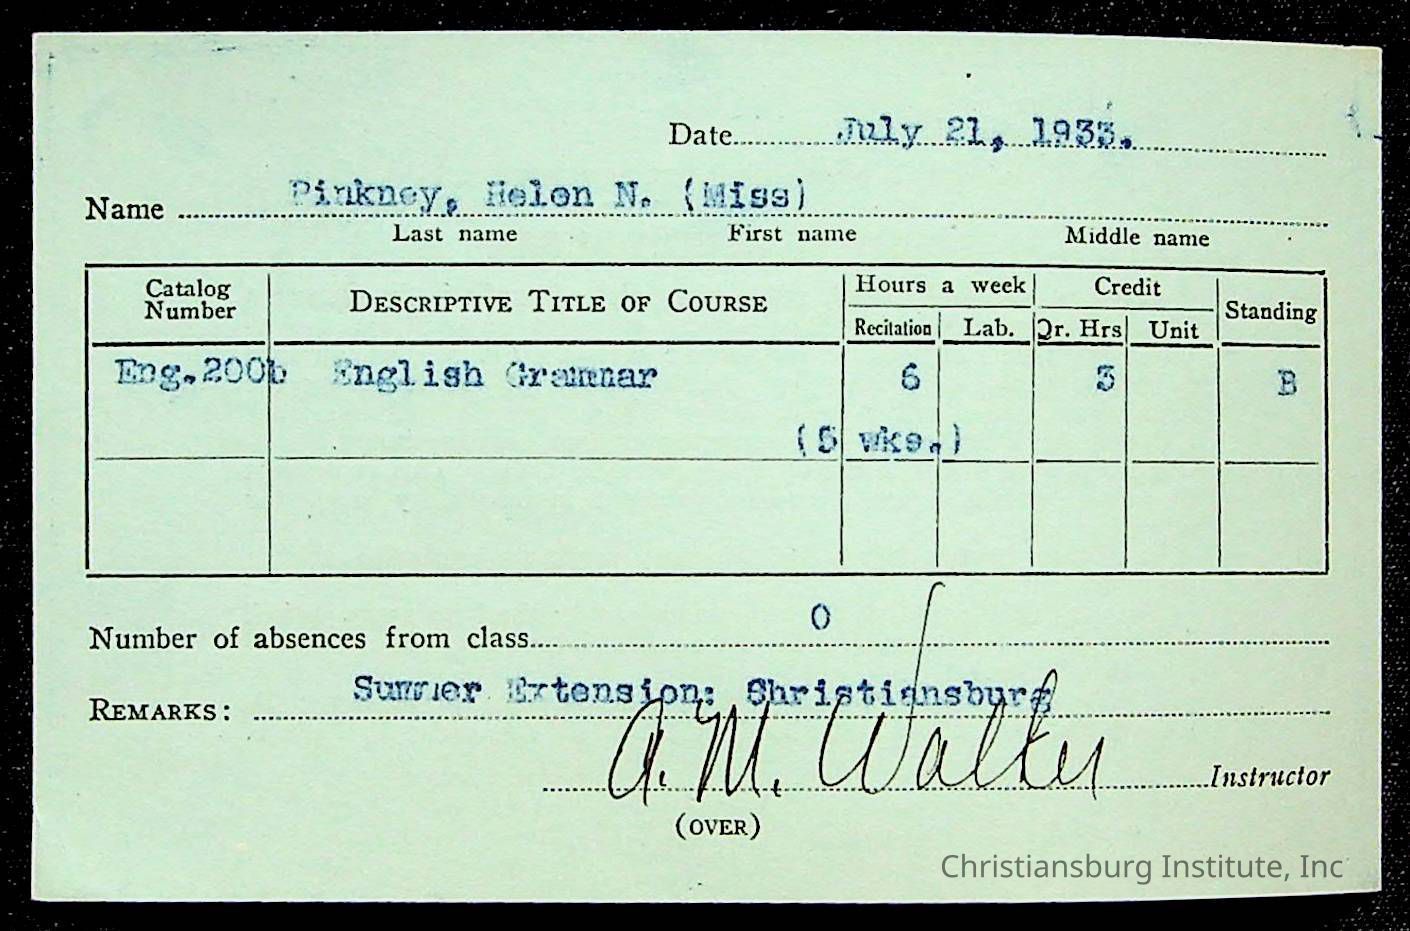 Date July 21, 1933.
Name Pinkney, Helen N. (Miss)
Last name First name Middle name
Catalog Number DESCRIPTIVE TITLE OF COURSE Hours a week Credit Standing
Recitation Lab. Qr. Hrs Unit
Eng.200b English Grammar 6 3 B
(5 wks.)
Number of absences from class 0
REMARKS: Summer Extension: Christiansburg
A. M. Walker Instructor
(OVER)
Christiansburg Institute, Inc